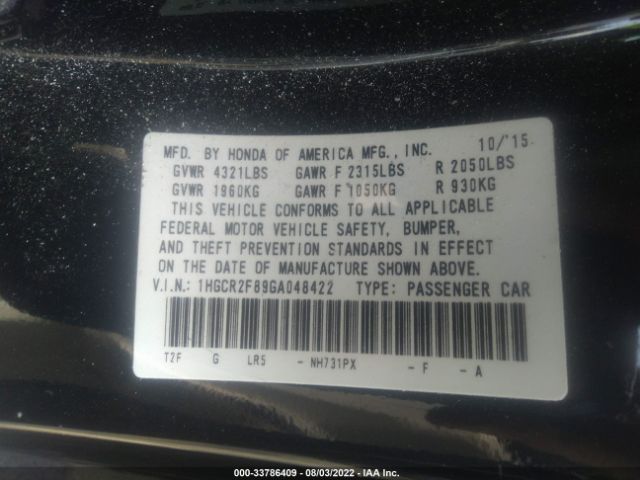 MFD. BY HONDA OF AMERICA MFG., INC. 10/'15
GVWR 4321LBS GAWR F 2315LBS R 2050LBS
GVWR 1960KG GAWR F 1050KG R 930KG
THIS VEHICLE CONFORMS TO ALL APPLICABLE
FEDERAL MOTOR VEHICLE SAFETY, BUMPER,
AND THEFT PREVENTION STANDARDS IN EFFECT
ON THE DATE OF MANUFACTURE SHOWN ABOVE.
V.I.N.: 1HGCR2F89GA048422 TYPE: PASSENGER CAR
T2F G LR5 - NH731PX - F - A
000-33786409 - 08/03/2022 - IAA Inc.